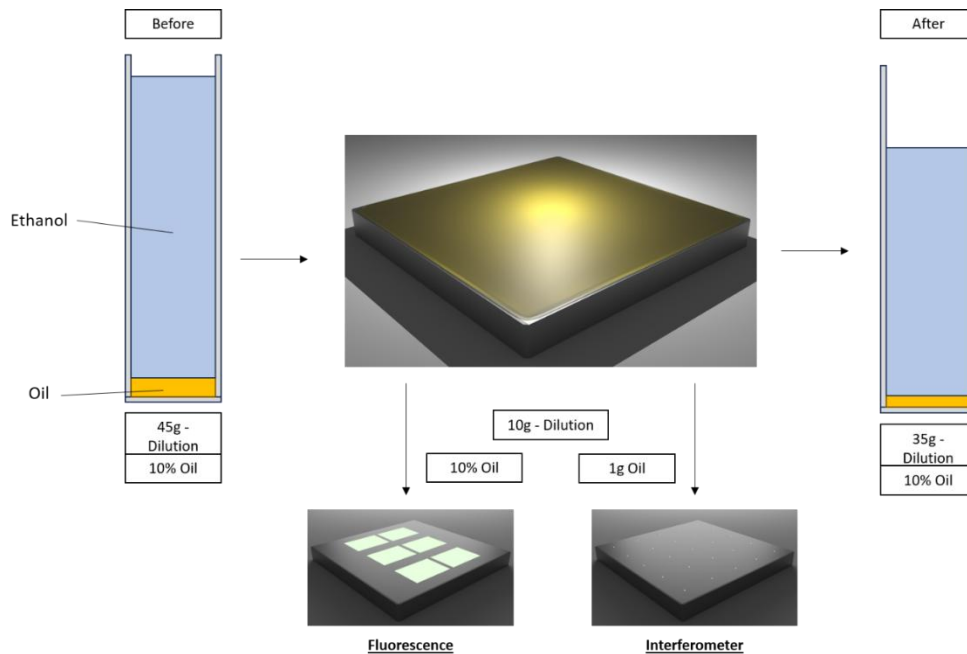 Before
After
Ethanol
Oil
45g -
Dilution
10% Oil
10g - Dilution
10% Oil
1g Oil
35g -
Dilution
10% Oil
Fluorescence
Interferometer